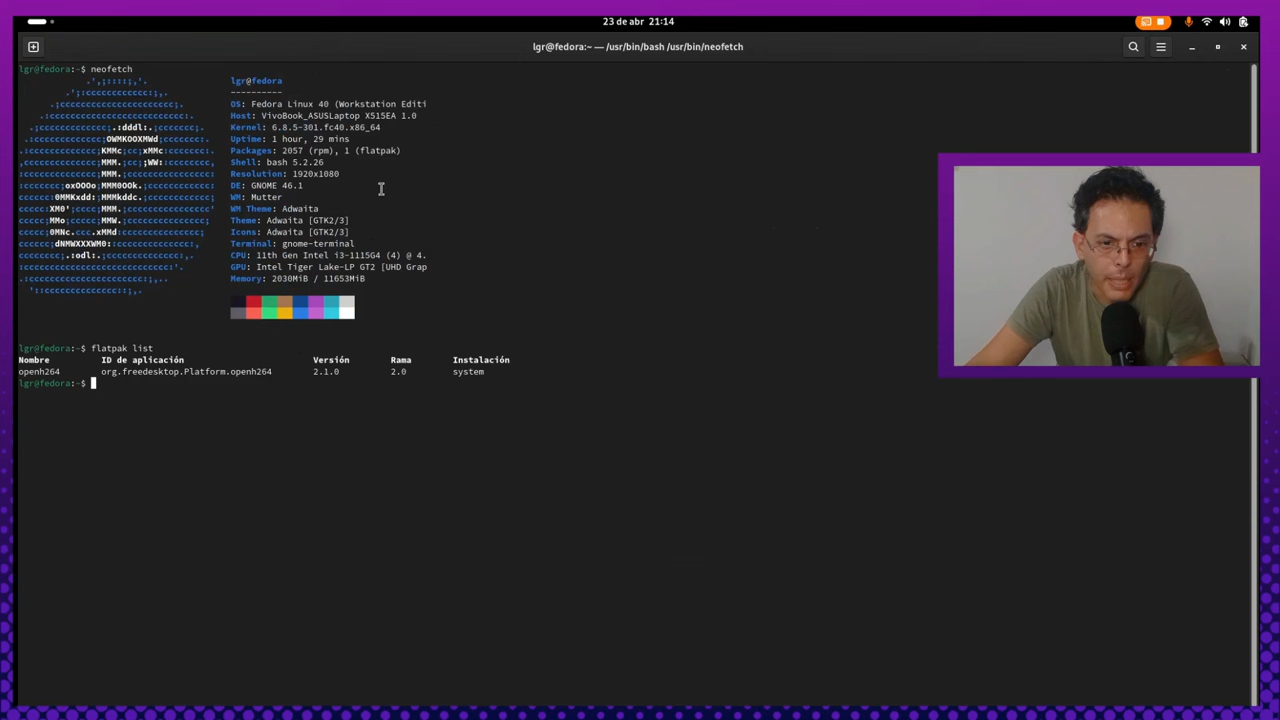 23 de abr 21:14
lgr@fedora:~ — /usr/bin/bash /usr/bin/neofetch
lgr@fedora:~$ neofetch
lgr@fedora
----------
OS: Fedora Linux 40 (Workstation Editi
Host: VivoBook_ASUSLaptop X515EA 1.0
Kernel: 6.8.5-301.fc40.x86_64
Uptime: 1 hour, 29 mins
Packages: 2057 (rpm), 1 (flatpak)
Shell: bash 5.2.26
Resolution: 1920x1080
DE: GNOME 46.1
WM: Mutter
WM Theme: Adwaita
Theme: Adwaita [GTK2/3]
Icons: Adwaita [GTK2/3]
Terminal: gnome-terminal
CPU: 11th Gen Intel i3-1115G4 (4) @ 4.
GPU: Intel Tiger Lake-LP GT2 [UHD Grap
Memory: 2030MiB / 11653MiB
lgr@fedora:~$ flatpak list
Nombre ID de aplicación Versión Rama Instalación
openh264 org.freedesktop.Platform.openh264 2.1.0 2.0 system
lgr@fedora:~$